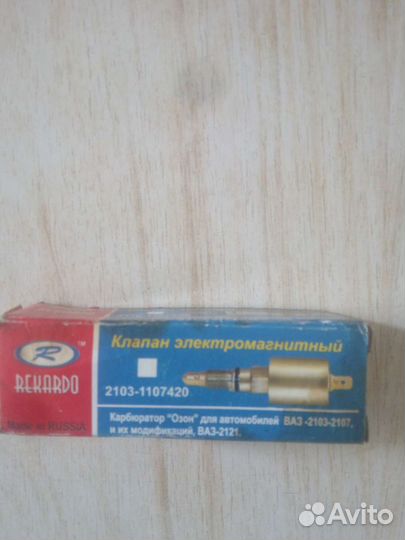 Клапан электромагнитный
R
TM
REKARDO
2103-1107420
Made in RUSSIA
Карбюратор "Озон" для автомобилей ВАЗ -2103-2107,
и их модификаций, ВАЗ-2121.
Avito